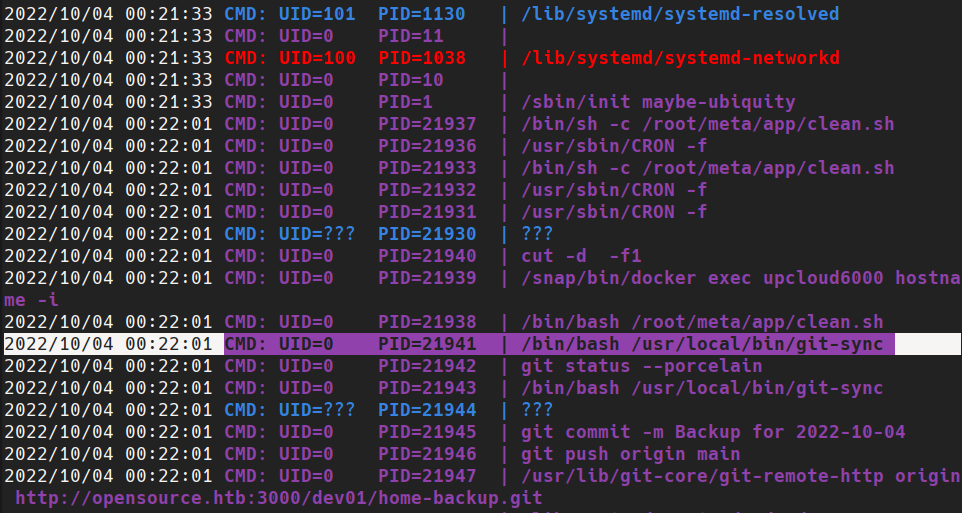 2022/10/04 00:21:33 CMD: UID=101  PID=1130   | /lib/systemd/systemd-resolved
2022/10/04 00:21:33 CMD: UID=0    PID=11     |
2022/10/04 00:21:33 CMD: UID=100  PID=1038   | /lib/systemd/systemd-networkd
2022/10/04 00:21:33 CMD: UID=0    PID=10     |
2022/10/04 00:21:33 CMD: UID=0    PID=1      | /sbin/init maybe-ubiquity
2022/10/04 00:22:01 CMD: UID=0    PID=21937  | /bin/sh -c /root/meta/app/clean.sh
2022/10/04 00:22:01 CMD: UID=0    PID=21936  | /usr/sbin/CRON -f
2022/10/04 00:22:01 CMD: UID=0    PID=21933  | /bin/sh -c /root/meta/app/clean.sh
2022/10/04 00:22:01 CMD: UID=0    PID=21932  | /usr/sbin/CRON -f
2022/10/04 00:22:01 CMD: UID=0    PID=21931  | /usr/sbin/CRON -f
2022/10/04 00:22:01 CMD: UID=???  PID=21930  | ???
2022/10/04 00:22:01 CMD: UID=0    PID=21940  | cut -d  -f1
2022/10/04 00:22:01 CMD: UID=0    PID=21939  | /snap/bin/docker exec upcloud6000 hostna
me -i
2022/10/04 00:22:01 CMD: UID=0    PID=21938  | /bin/bash /root/meta/app/clean.sh
2022/10/04 00:22:01 CMD: UID=0    PID=21941  | /bin/bash /usr/local/bin/git-sync
2022/10/04 00:22:01 CMD: UID=0    PID=21942  | git status --porcelain
2022/10/04 00:22:01 CMD: UID=0    PID=21943  | /bin/bash /usr/local/bin/git-sync
2022/10/04 00:22:01 CMD: UID=???  PID=21944  | ???
2022/10/04 00:22:01 CMD: UID=0    PID=21945  | git commit -m Backup for 2022-10-04
2022/10/04 00:22:01 CMD: UID=0    PID=21946  | git push origin main
2022/10/04 00:22:01 CMD: UID=0    PID=21947  | /usr/lib/git-core/git-remote-http origin
 http://opensource.htb:3000/dev01/home-backup.git